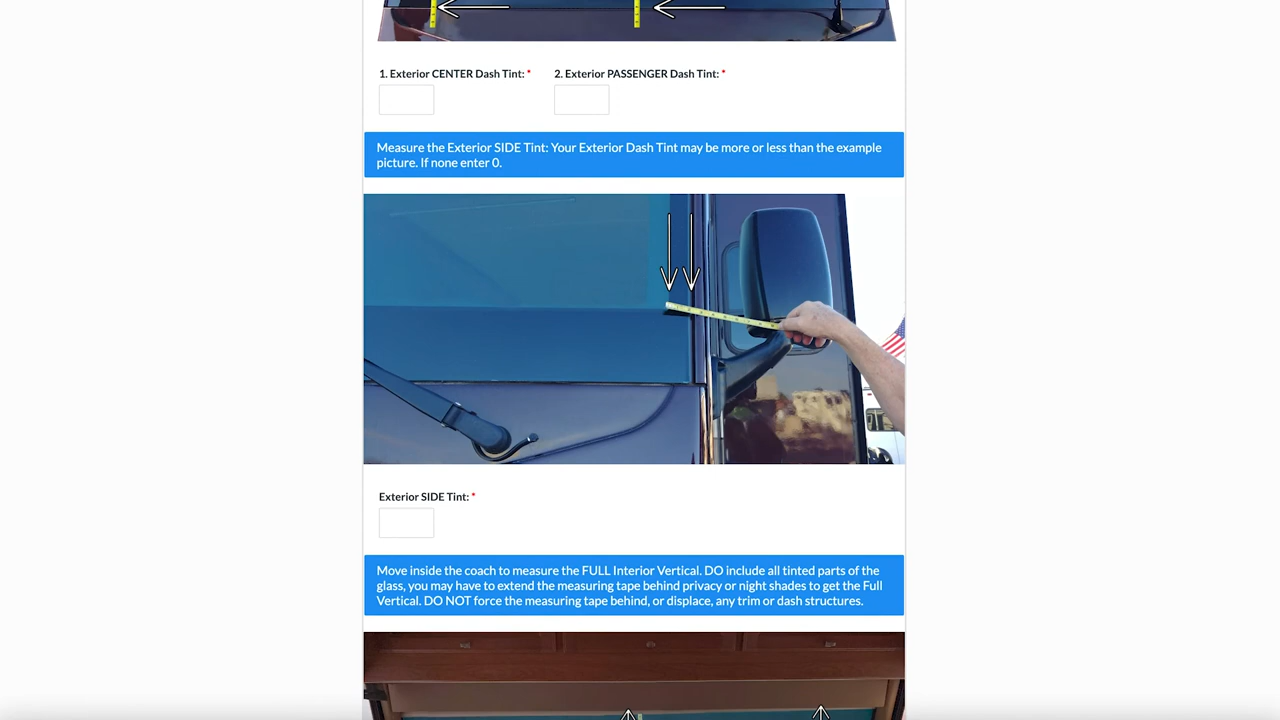 1. Exterior CENTER Dash Tint: * 2. Exterior PASSENGER Dash Tint: *
Measure the Exterior SIDE Tint: Your Exterior Dash Tint may be more or less than the example
picture. If none enter 0.
Exterior SIDE Tint: *
Move inside the coach to measure the FULL Interior Vertical. DO include all tinted parts of the
glass, you may have to extend the measuring tape behind privacy or night shades to get the Full
Vertical. DO NOT force the measuring tape behind, or displace, any trim or dash structures.